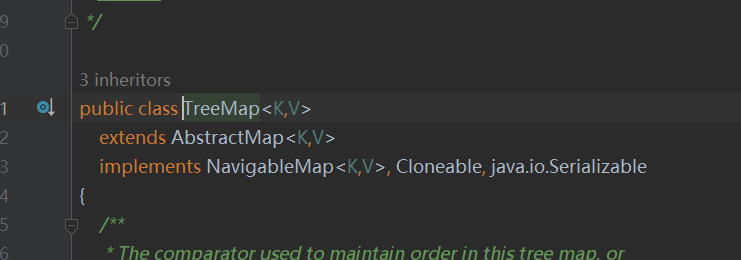 9 */
0
3 inheritors
1 public class TreeMap<K,V>
2 extends AbstractMap<K,V>
3 implements NavigableMap<K,V>, Cloneable, java.io.Serializable
4 {
5 /**
6 * The comparator used to maintain order in this tree map, or